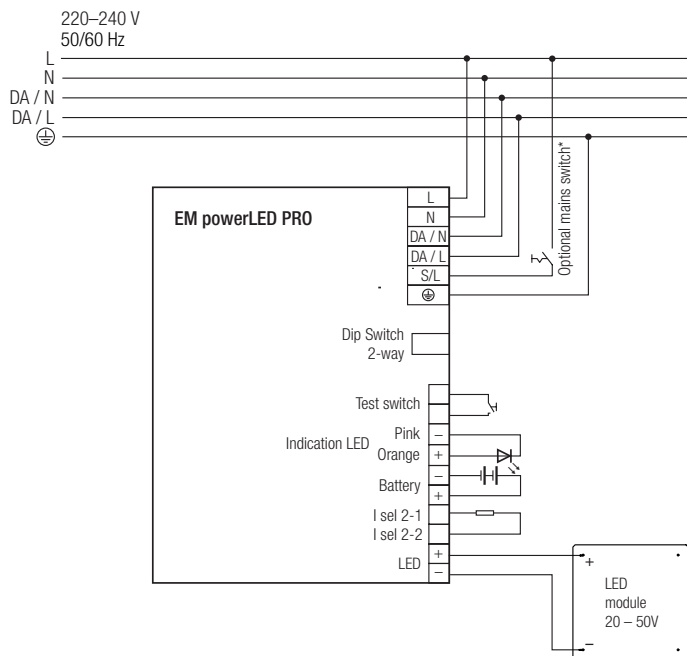 220–240 V
50/60 Hz
L
N
DA / N
DA / L
Optional mains switch*
EM powerLED PRO
L
N
DA / N
DA / L
S/L
Dip Switch
2-way
Test switch
Indication LED
Pink
–
Orange
+
Battery
–
+
I sel 2-1
I sel 2-2
LED
+
–
+
LED
module
20 – 50V
–